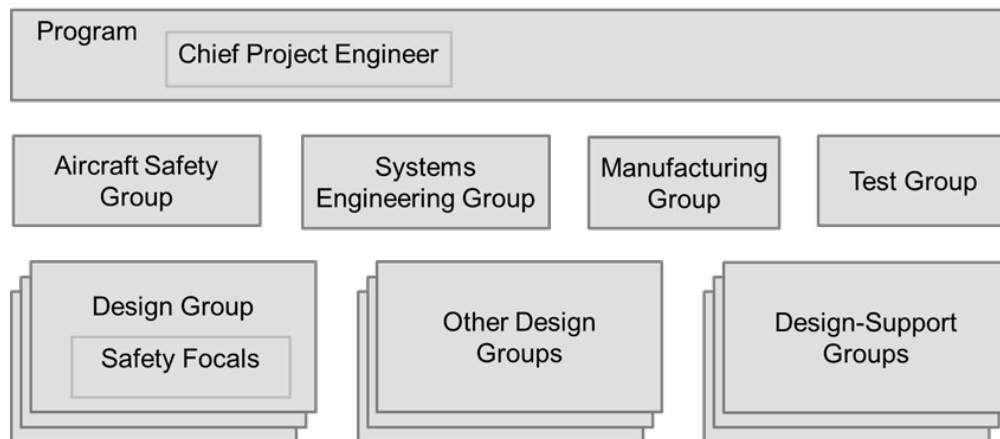 Program
Chief Project Engineer
Aircraft Safety
Group
Systems
Engineering Group
Manufacturing
Group
Test Group
Design Group
Safety Focals
Other Design
Groups
Design-Support
Groups